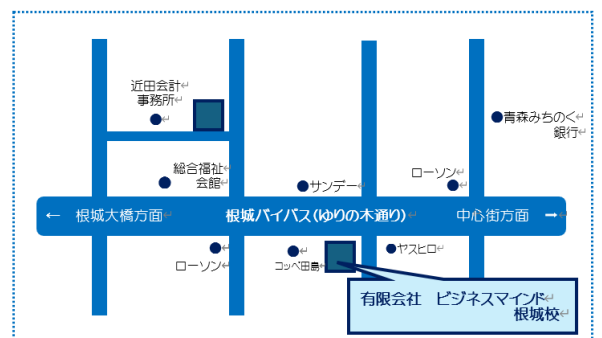 近田会計
事務所
●青森みちのく
銀行
総合福祉
会館
●サンデー
ローソン
← 根城大橋方面
根城バイパス(ゆりの木通り)
中心街方面 →
ローソン
コッペ田島
●ヤスヒロ
有限会社 ビジネスマインド
根城校